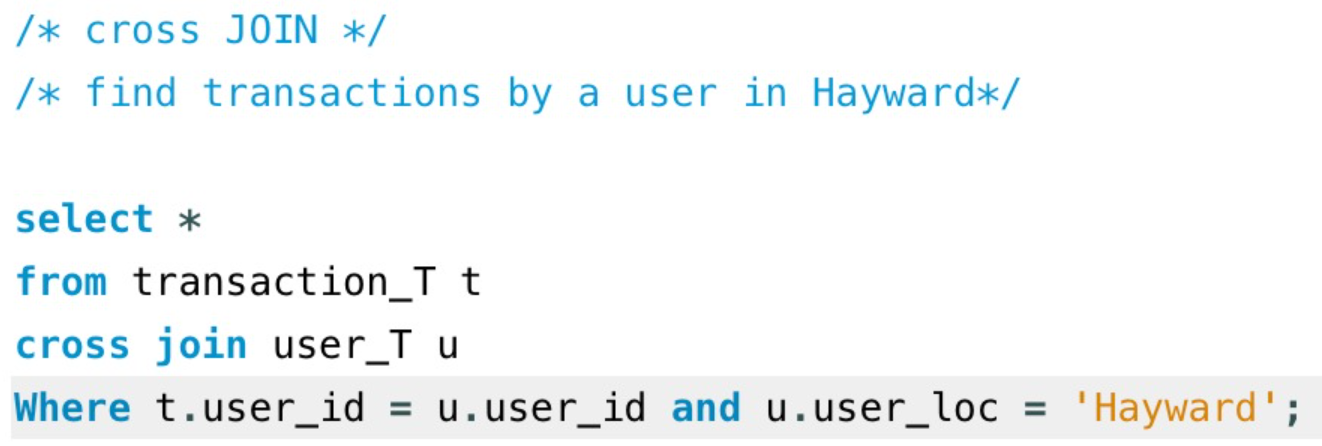 /* cross JOIN */
/* find transactions by a user in Hayward*/
select *
from transaction_T t
cross join user_T u
Where t.user_id = u.user_id and u.user_loc = 'Hayward';